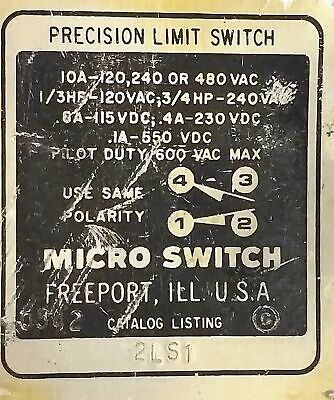 PRECISION LIMIT SWITCH
10A-120,240 OR 480 VAC
1/3HP-120VAC, 3/4HP-240VAC
.8A-115VDC, .4A-230VDC
.1A-550 VDC
PILOT DUTY 600 VAC MAX
4 3
USE SAME
POLARITY
1 2
MICRO SWITCH
FREEPORT, ILL. U.S.A
CATALOG LISTING C
2LS1